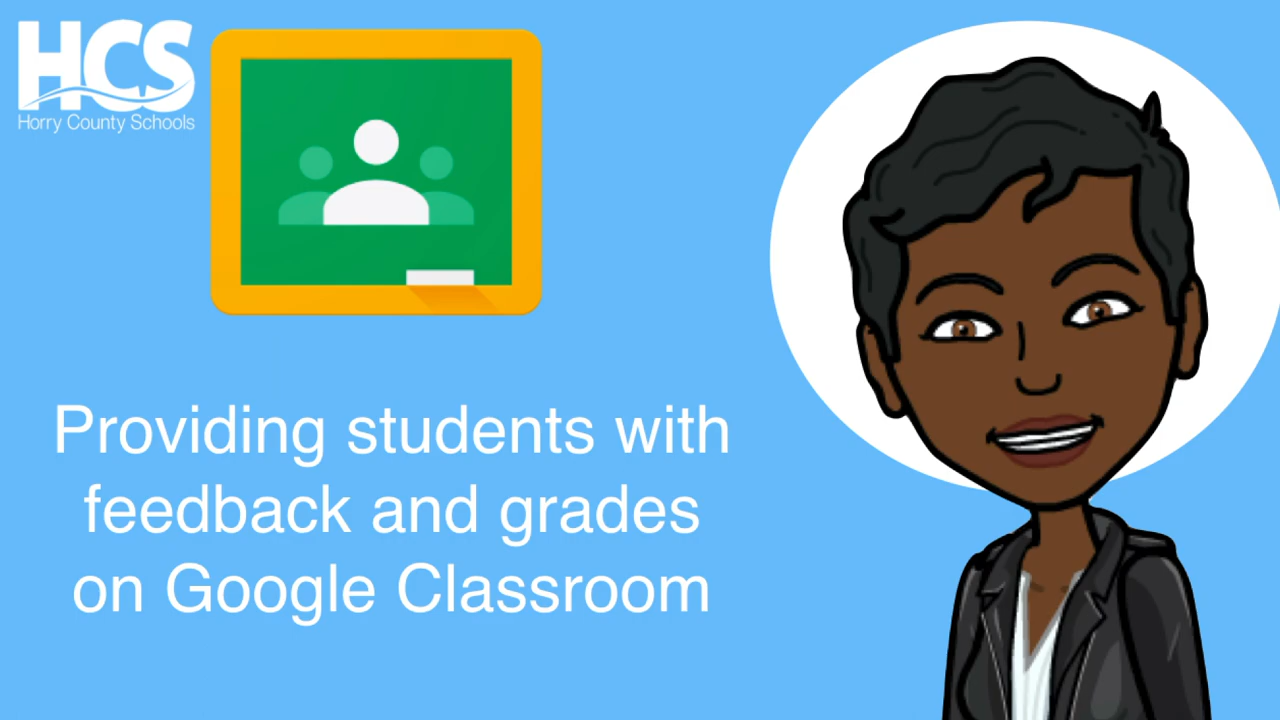 HCS
Horry County Schools
Providing students with
feedback and grades
on Google Classroom